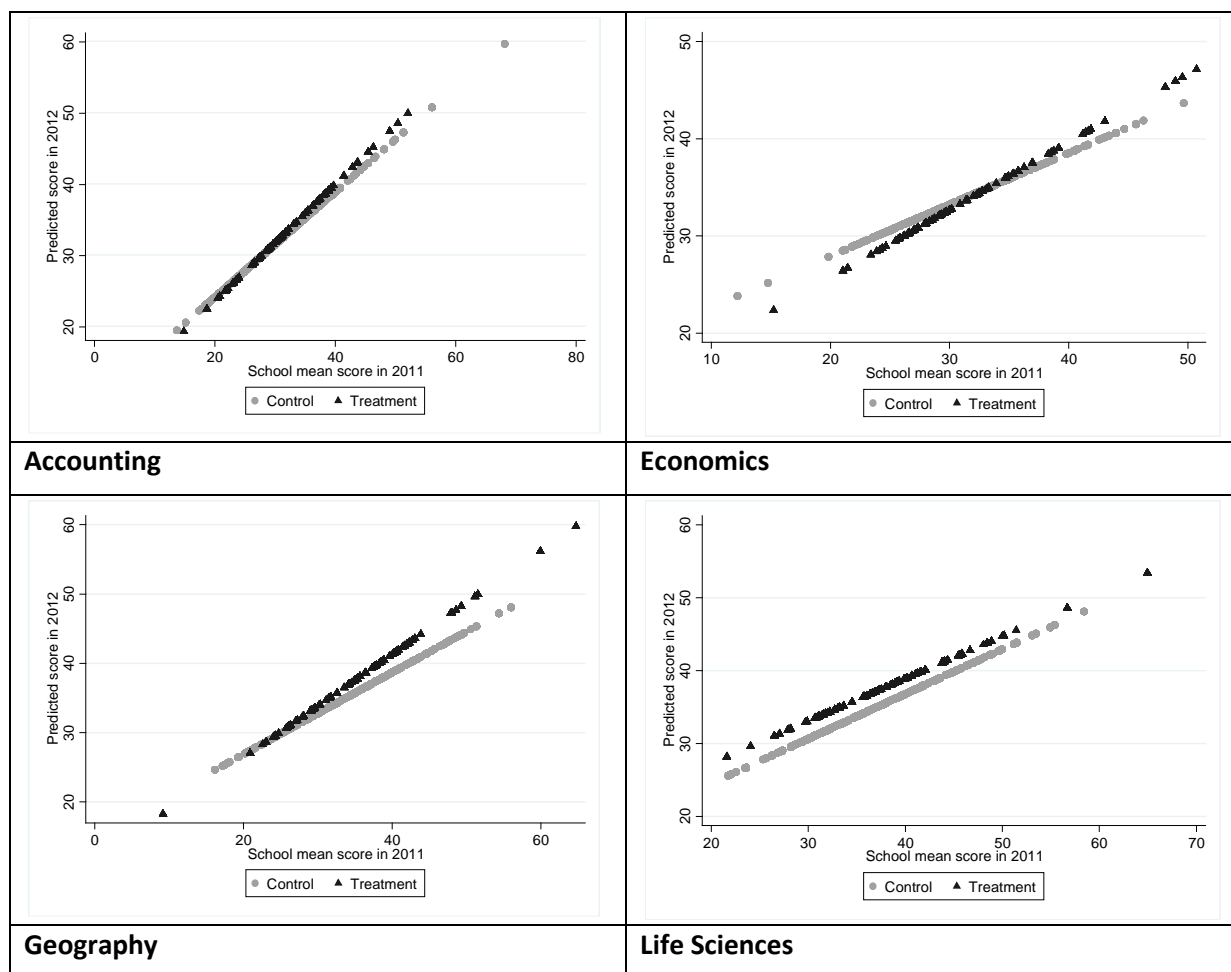 60
50
40
30
20
Predicted score in 2012
0 20 40 60 80
School mean score in 2011
Control Treatment
50
40
30
20
Predicted score in 2012
10 20 30 40 50
School mean score in 2011
Control Treatment
Accounting
Economics
60
50
40
30
20
Predicted score in 2012
0 20 40 60
School mean score in 2011
Control Treatment
60
50
40
30
20
Predicted score in 2012
20 30 40 50 60 70
School mean score in 2011
Control Treatment
Geography
Life Sciences